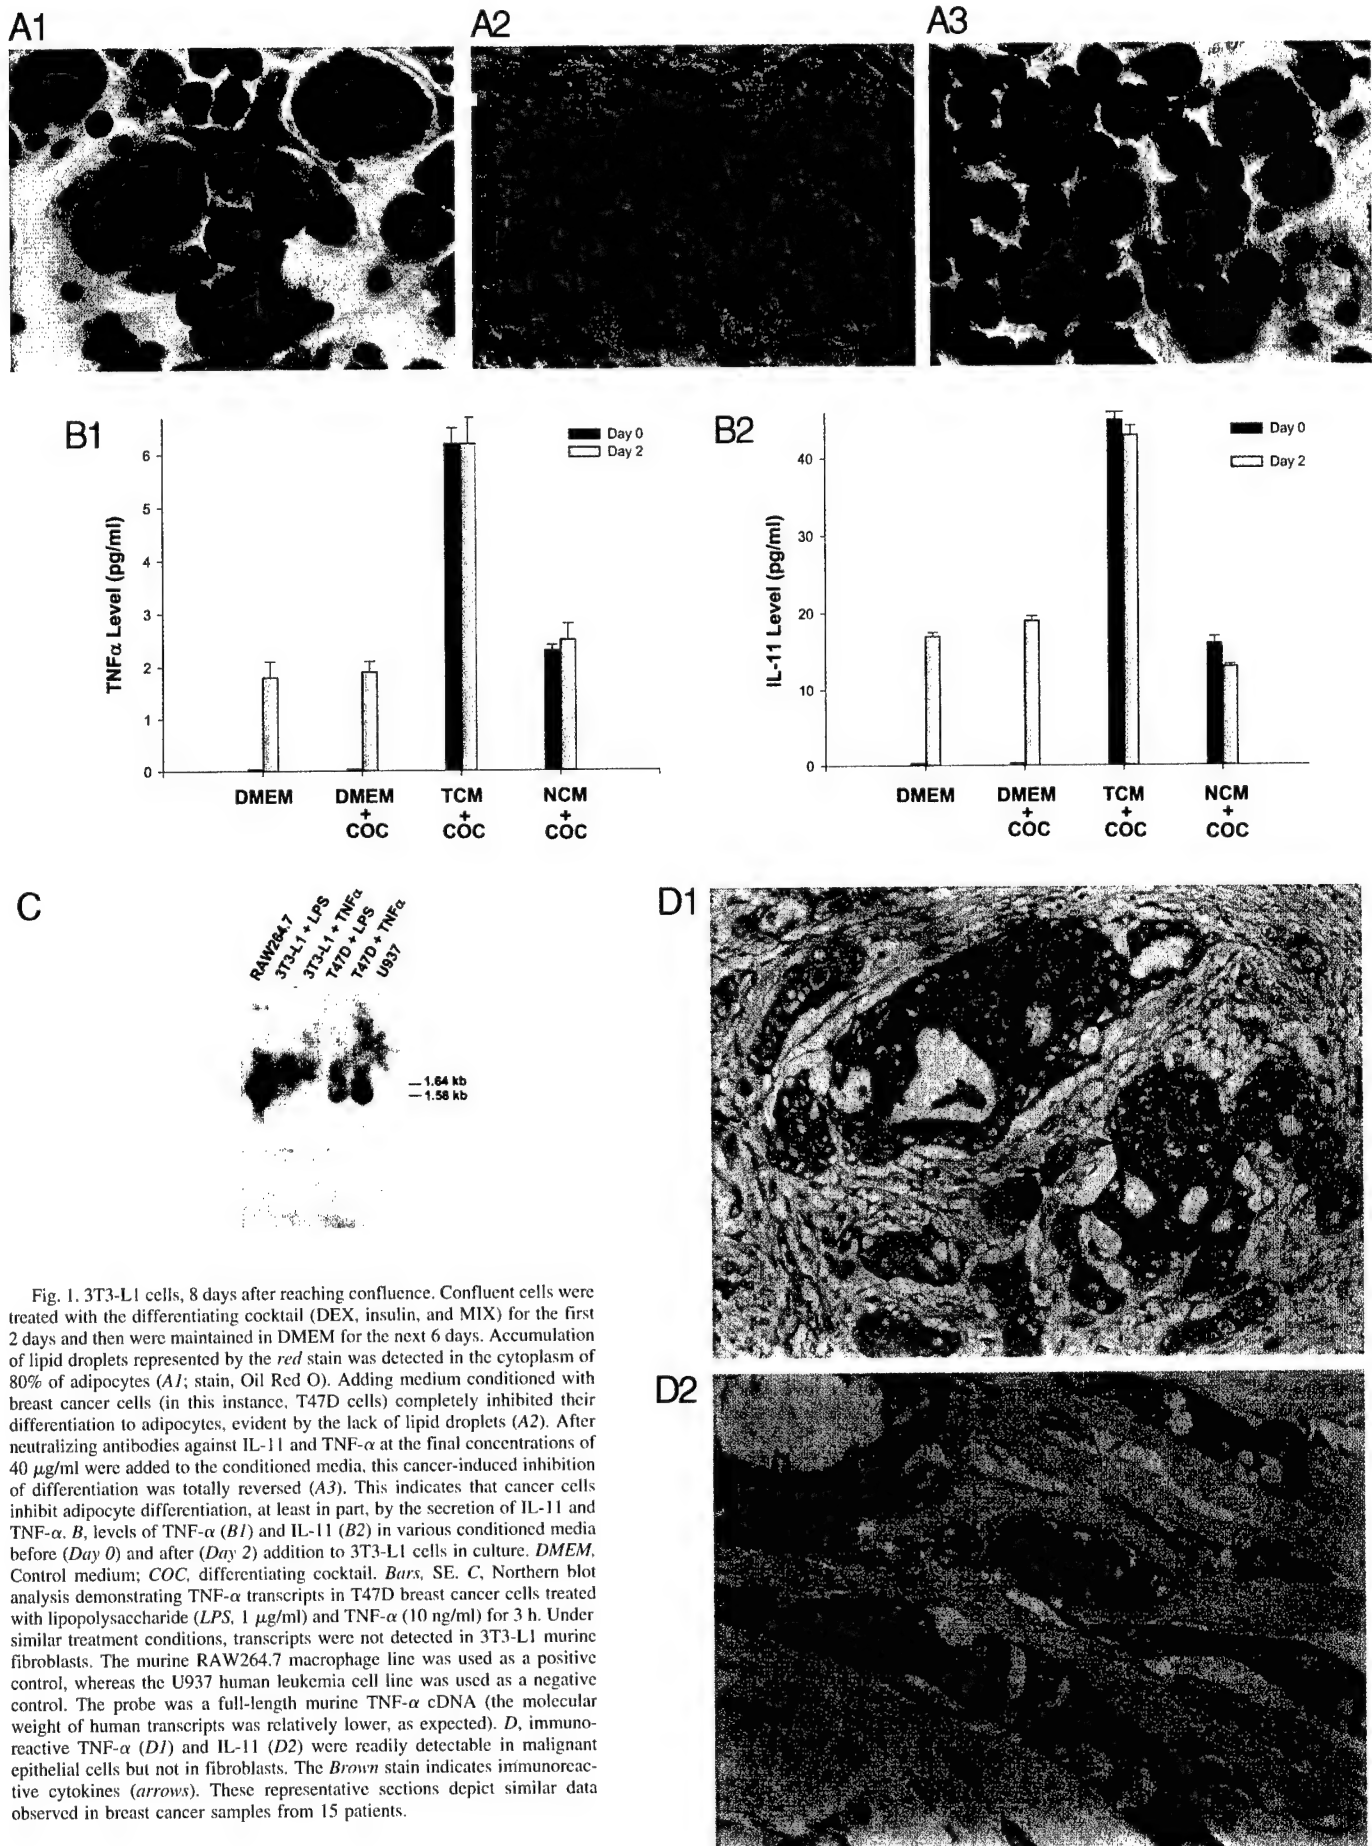 A1
A2
A3
B1
TNFα Level (pg/ml)
6
5
4
3
2
1
0
Day 0
Day 2
DMEM
DMEM
+
COC
TCM
+
COC
NCM
+
COC
B2
IL-11 Level (pg/ml)
40
30
20
10
0
Day 0
Day 2
DMEM
DMEM
+
COC
TCM
+
COC
NCM
+
COC
C
RAW264.7
3T3-L1 + LPS
3T3-L1 + TNFα
T47D + LPS
T47D + TNFα
U937
1.64 kb
1.58 kb
D1
D2
Fig. 1. 3T3-L1 cells, 8 days after reaching confluence. Confluent cells were
treated with the differentiating cocktail (DEX, insulin, and MIX) for the first
2 days and then were maintained in DMEM for the next 6 days. Accumulation
of lipid droplets represented by the red stain was detected in the cytoplasm of
80% of adipocytes (A1; stain, Oil Red O). Adding medium conditioned with
breast cancer cells (in this instance, T47D cells) completely inhibited their
differentiation to adipocytes, evident by the lack of lipid droplets (A2). After
neutralizing antibodies against IL-11 and TNF-α at the final concentrations of
40 μg/ml were added to the conditioned media, this cancer-induced inhibition
of differentiation was totally reversed (A3). This indicates that cancer cells
inhibit adipocyte differentiation, at least in part, by the secretion of IL-11 and
TNF-α. B, levels of TNF-α (B1) and IL-11 (B2) in various conditioned media
before (Day 0) and after (Day 2) addition to 3T3-L1 cells in culture. DMEM,
Control medium; COC, differentiating cocktail. Bars, SE. C, Northern blot
analysis demonstrating TNF-α transcripts in T47D breast cancer cells treated
with lipopolysaccharide (LPS, 1 μg/ml) and TNF-α (10 ng/ml) for 3 h. Under
similar treatment conditions, transcripts were not detected in 3T3-L1 murine
fibroblasts. The murine RAW264.7 macrophage line was used as a positive
control, whereas the U937 human leukemia cell line was used as a negative
control. The probe was a full-length murine TNF-α cDNA (the molecular
weight of human transcripts was relatively lower, as expected). D, immuno-
reactive TNF-α (D1) and IL-11 (D2) were readily detectable in malignant
epithelial cells but not in fibroblasts. The Brown stain indicates immunoreac-
tive cytokines (arrows). These representative sections depict similar data
observed in breast cancer samples from 15 patients.